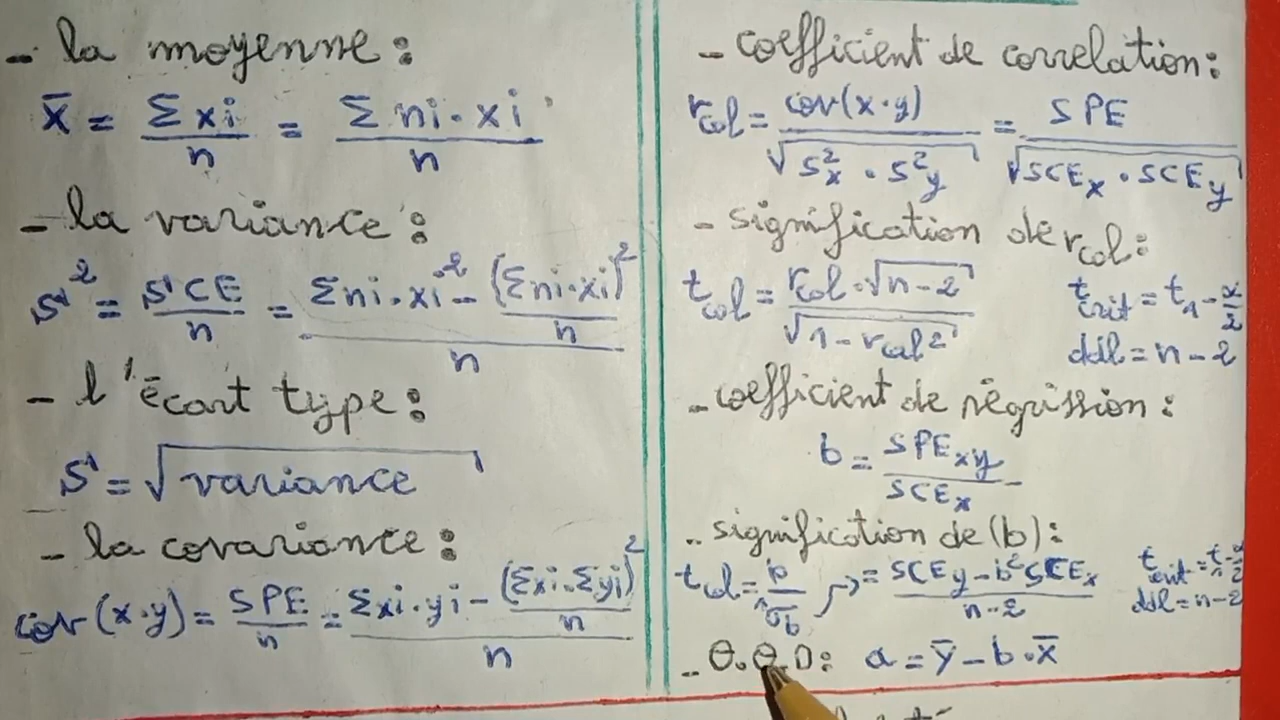 - la moyenne :
x̄ = Σxi / n = Σ ni . xi / n
- la variance :
S² = SCE / n = (Σni . xi² - (Σni.xi)² / n) / n
- l'écart type :
S = √variance
- la covariance :
cov (x.y) = SPE / n = (Σxi . yi - (Σxi . Σyi)² / n) / n
- coefficient de correlation :
rcal = cov(x.y) / √(S²x . S²y) = SPE / √(SCEx . SCEy)
- signification de rcal :
tcal = rcal . √(n-2) / √(1 - rcal²)
tcrit = t1 - α/2
ddl = n - 2
- coefficient de régression :
b = SPExy / SCEx
.. signification de (b) :
tcal = b / σ̂b → = (SCEy - b² SCEx) / (n - 2)
tcrit = t1-α/2
ddl = n - 2
a = ȳ - b . x̄